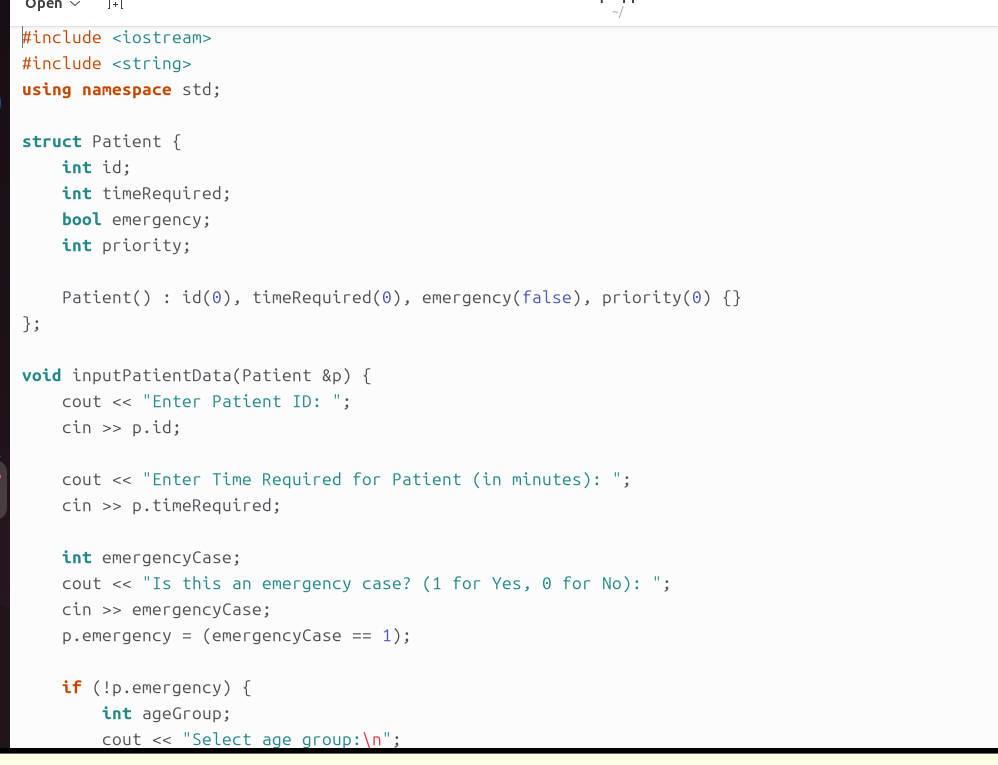 Open
~/
#include <iostream>
#include <string>
using namespace std;
struct Patient {
    int id;
    int timeRequired;
    bool emergency;
    int priority;
    Patient() : id(0), timeRequired(0), emergency(false), priority(0) {}
};
void inputPatientData(Patient &p) {
    cout << "Enter Patient ID: ";
    cin >> p.id;
    cout << "Enter Time Required for Patient (in minutes): ";
    cin >> p.timeRequired;
    int emergencyCase;
    cout << "Is this an emergency case? (1 for Yes, 0 for No): ";
    cin >> emergencyCase;
    p.emergency = (emergencyCase == 1);
    if (!p.emergency) {
        int ageGroup;
        cout << "Select age group:\n";